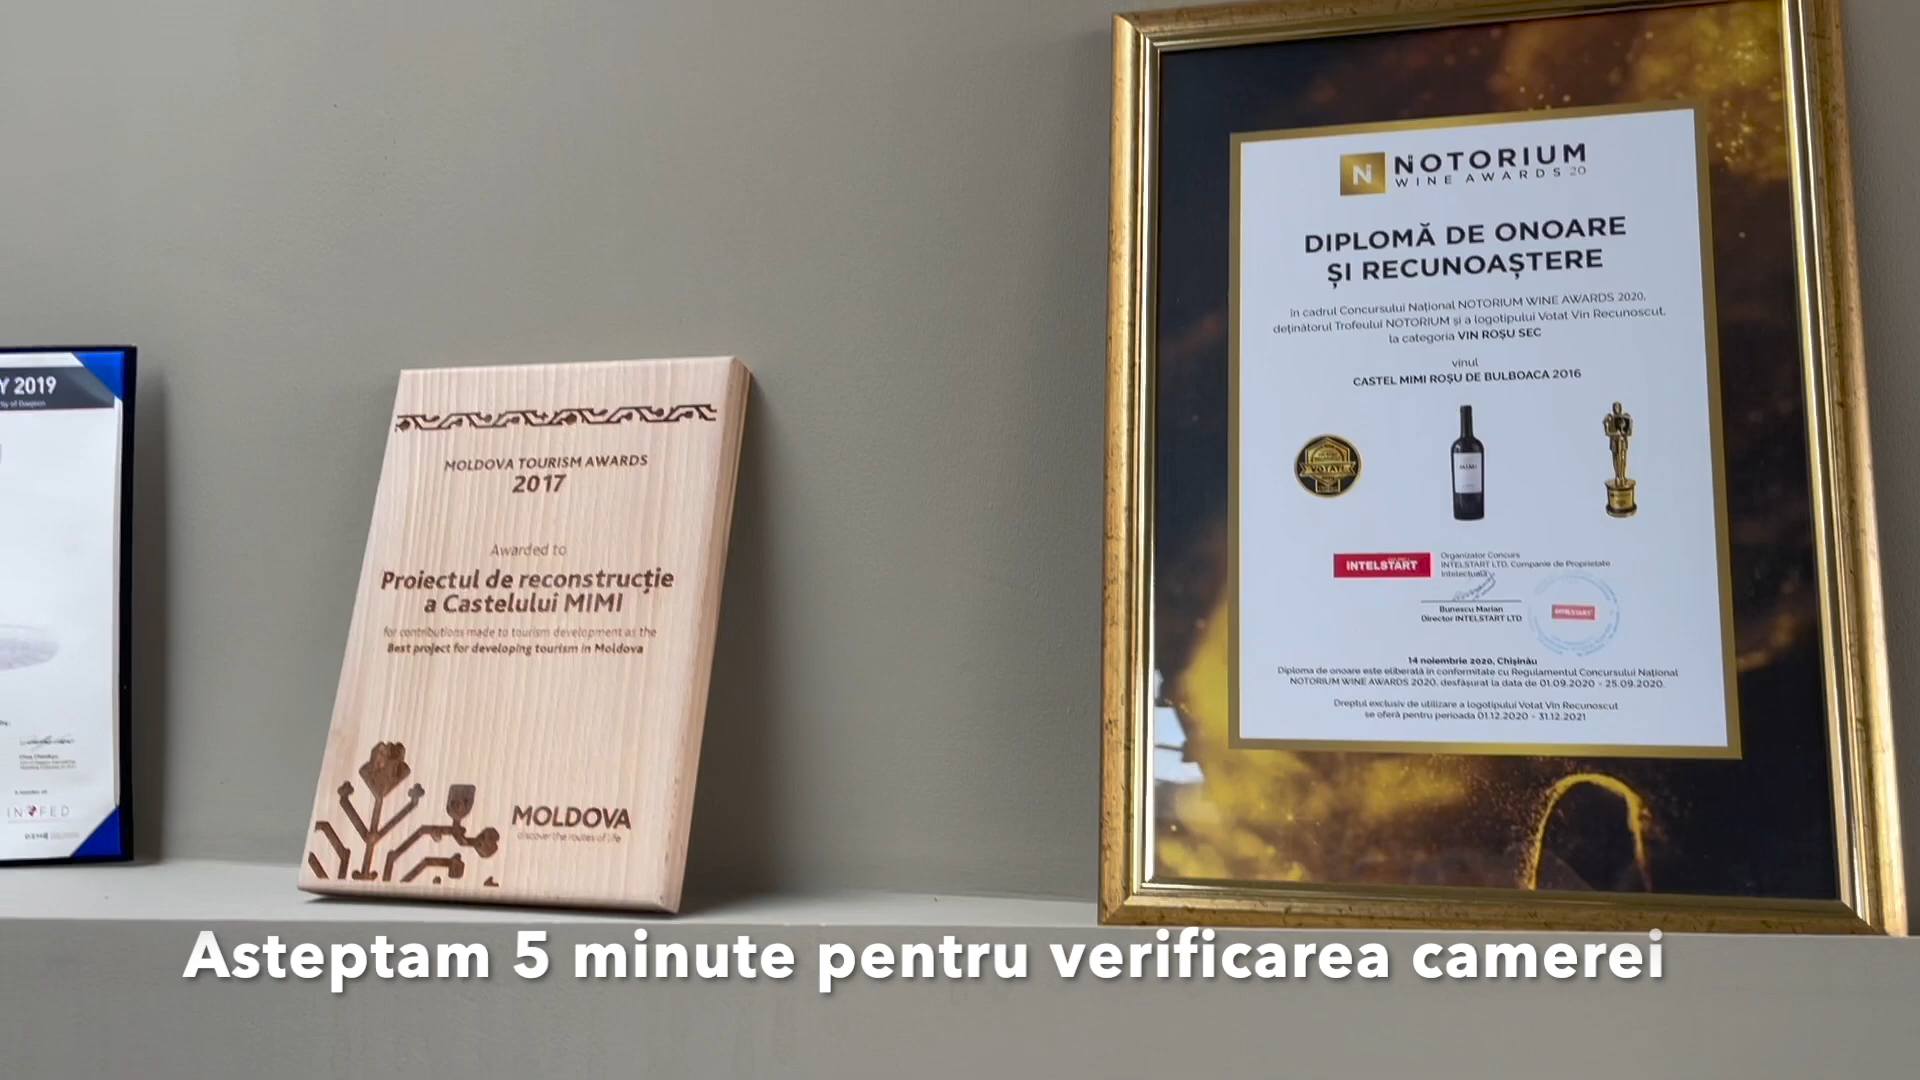 Y 2019
IN FED
MOLDOVA TOURISM AWARDS
2017
Awarded to
Proiectul de reconstrucție
a Castelului MIMI
for contributions made to tourism development as the
Best project for developing tourism in Moldova
MOLDOVA
discover the routes of life
N
NOTORIUM
WINE AWARDS 20
DIPLOMĂ DE ONOARE
ȘI RECUNOAȘTERE
în cadrul Concursului Național NOTORIUM WINE AWARDS 2020,
deținătorul Trofeului NOTORIUM și a logotipului Votat Vin Recunoscut,
la categoria VIN ROȘU SEC
vinul
CASTEL MIMI ROȘU DE BULBOACA 2016
VOTAT
MIMI
INTELSTART
Organizator Concurs
INTELSTART LTD, Companie de Proprietate
Intelectuală
Bunescu Marian
Director INTELSTART LTD
INTELSTART
14 noiembrie 2020, Chișinău
Diploma de onoare este eliberată în conformitate cu Regulamentul Concursului Național
NOTORIUM WINE AWARDS 2020, desfășurat la data de 01.09.2020 - 25.09.2020.
Dreptul exclusiv de utilizare a logotipului Votat Vin Recunoscut
se oferă pentru perioada 01.12.2020 - 31.12.2021
Asteptam 5 minute pentru verificarea camerei